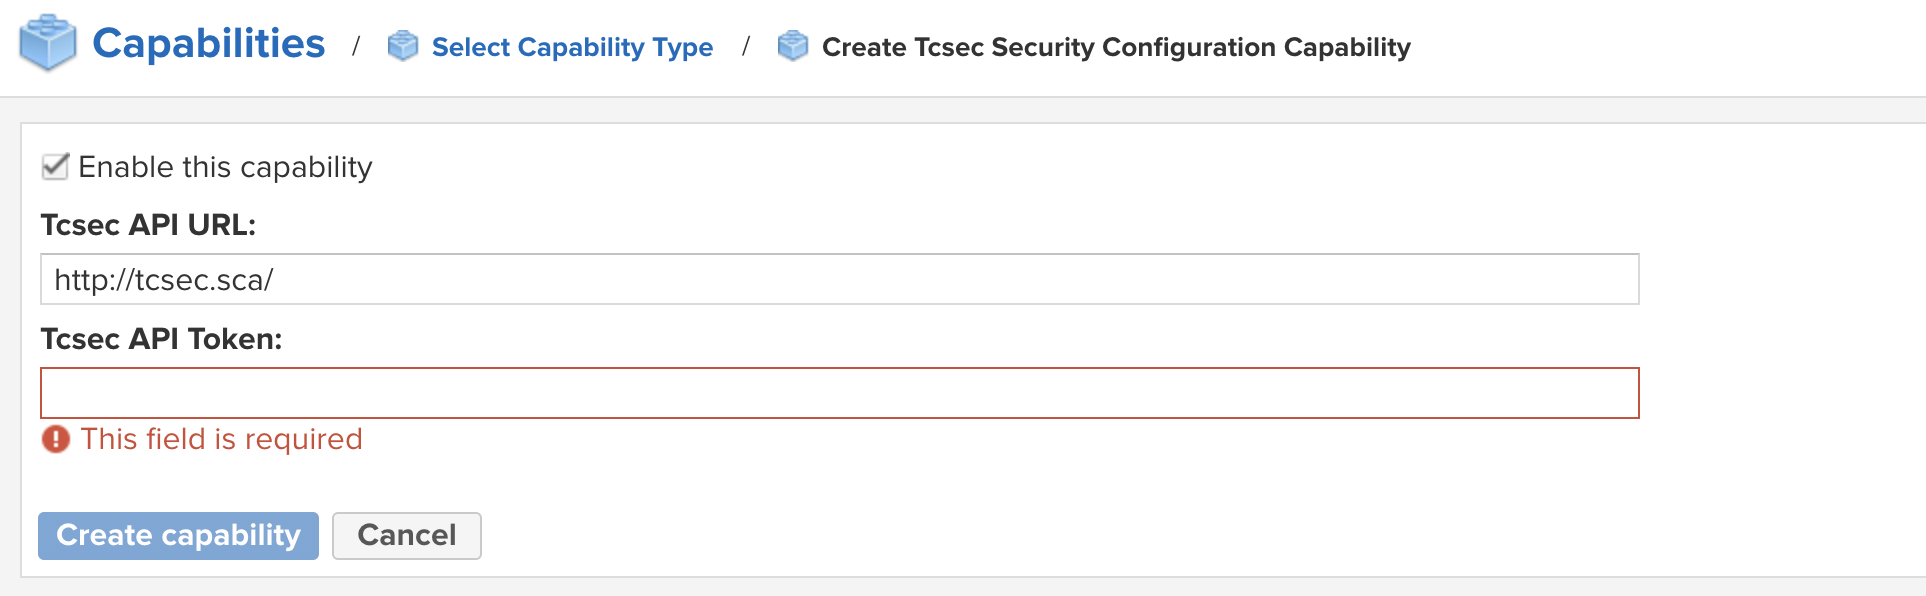 Capabilities / Select Capability Type / Create Tcsec Security Configuration Capability
Enable this capability
Tcsec API URL:
http://tcsec.sca/
Tcsec API Token:
This field is required
Create capability Cancel